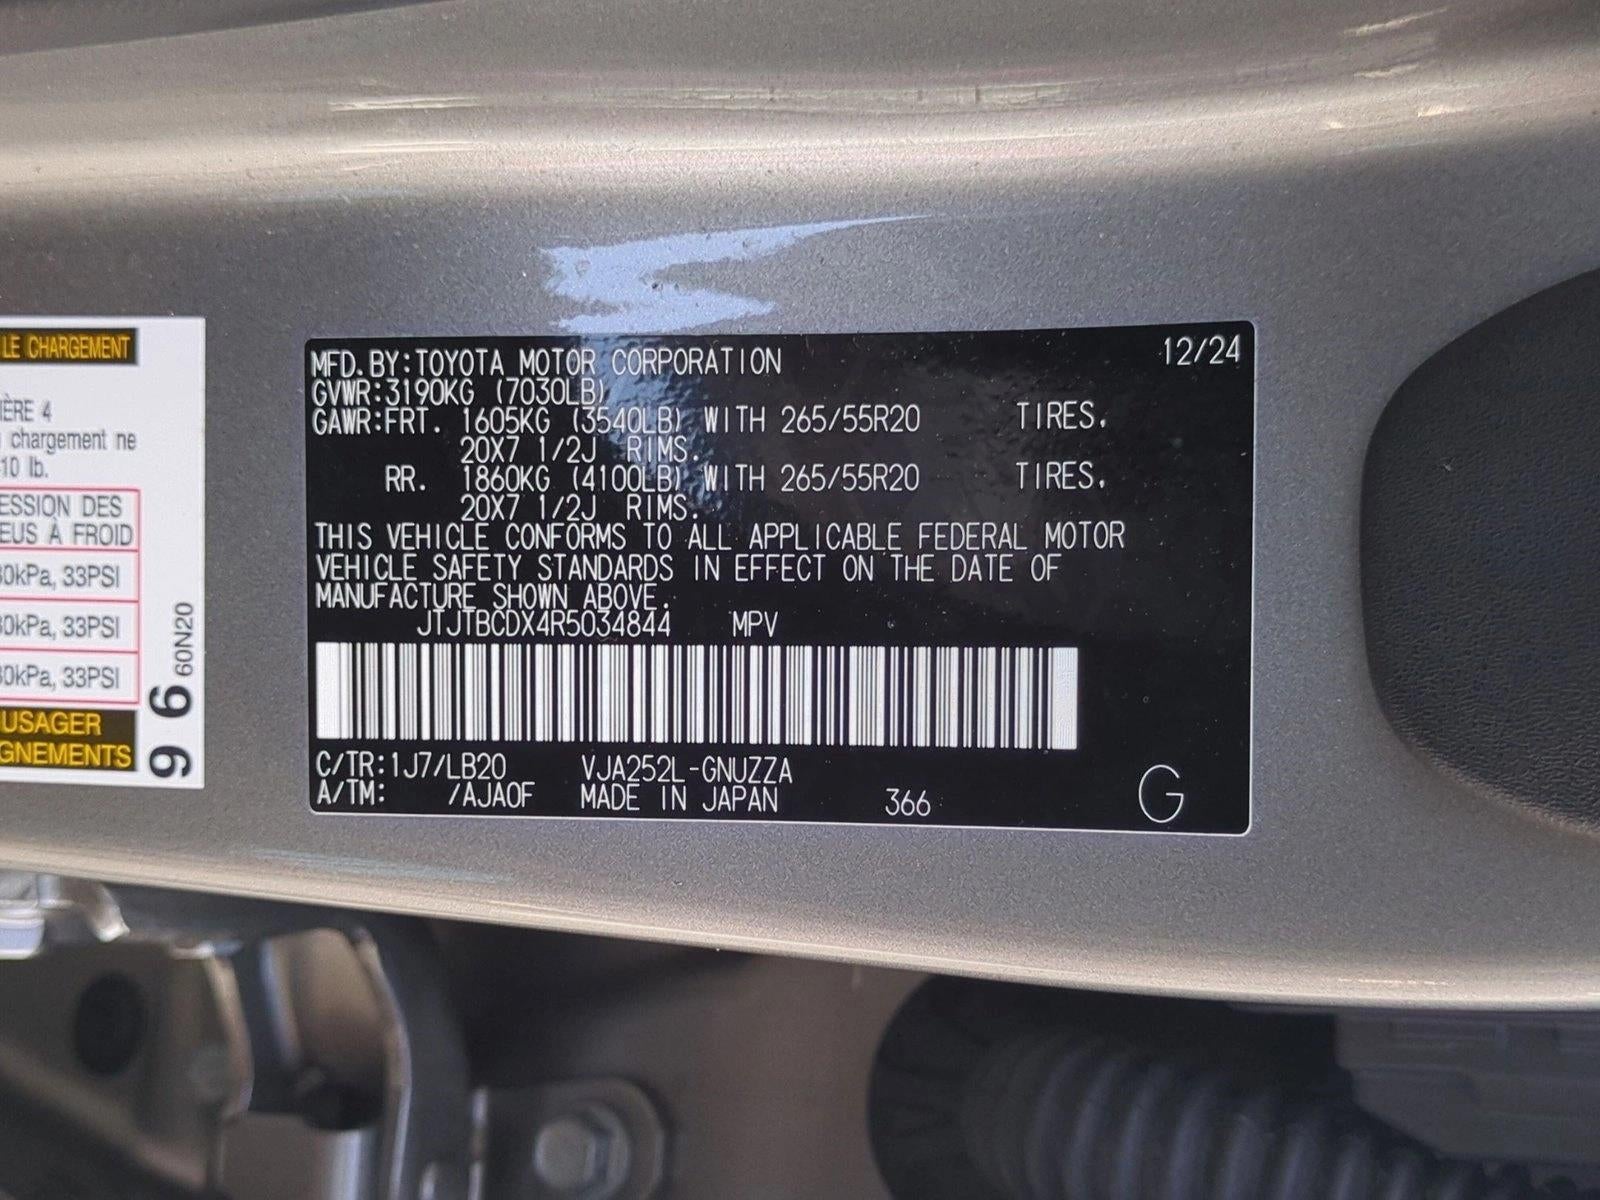 LE CHARGEMENT
IÈRE 4
chargement ne
10 lb.
ESSION DES
EUS À FROID
30kPa, 33PSI
30kPa, 33PSI
30kPa, 33PSI
USAGER
GNEMENTS
96 60N20
MFD.BY:TOYOTA MOTOR CORPORATION 12/24
GVWR:3190KG (7030LB)
GAWR:FRT. 1605KG (3540LB) WITH 265/55R20 TIRES,
20X7 1/2J RIMS.
RR. 1860KG (4100LB) WITH 265/55R20 TIRES,
20X7 1/2J RIMS.
THIS VEHICLE CONFORMS TO ALL APPLICABLE FEDERAL MOTOR
VEHICLE SAFETY STANDARDS IN EFFECT ON THE DATE OF
MANUFACTURE SHOWN ABOVE.
JTJTBCDX4R5034844 MPV
C/TR:1J7/LB20 VJA252L-GNUZZA
A/TM: /AJA0F MADE IN JAPAN 366 G